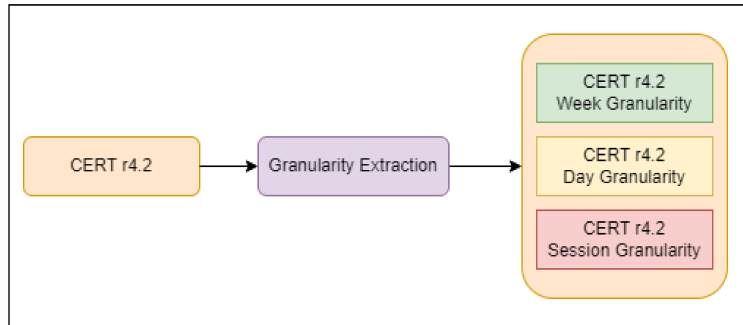 CERT r4.2
Granularity Extraction
CERT r4.2
Week Granularity
CERT r4.2
Day Granularity
CERT r4.2
Session Granularity